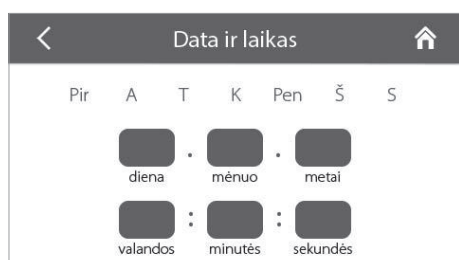 Data ir laikas
Pir A T K Pen Š S
. .
diena mėnuo metai
: :
valandos minutės sekundės